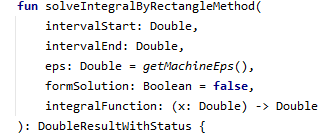 fun solveIntegralByRectangleMethod(
    intervalStart: Double,
    intervalEnd: Double,
    eps: Double = getMachineEps(),
    formSolution: Boolean = false,
    integralFunction: (x: Double) -> Double
): DoubleResultWithStatus {